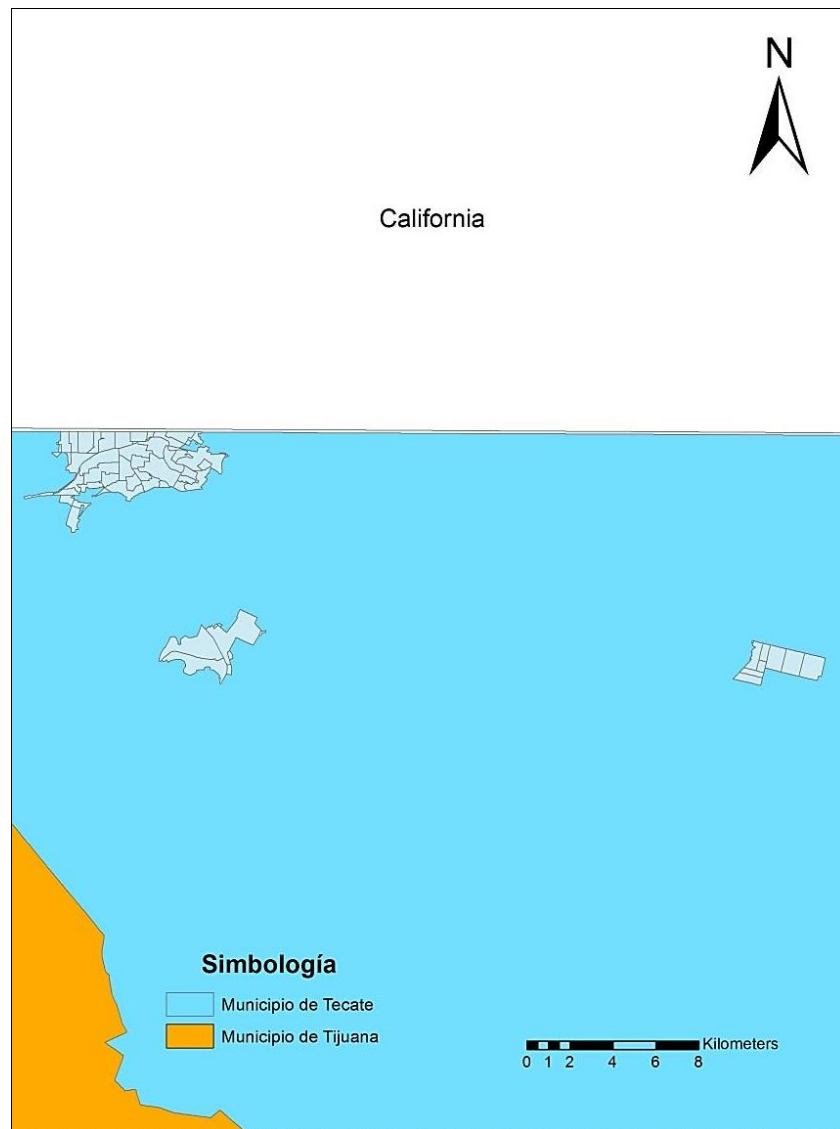 N
California
Simbología
Municipio de Tecate
Municipio de Tijuana
Kilometers
0 1 2 4 6 8